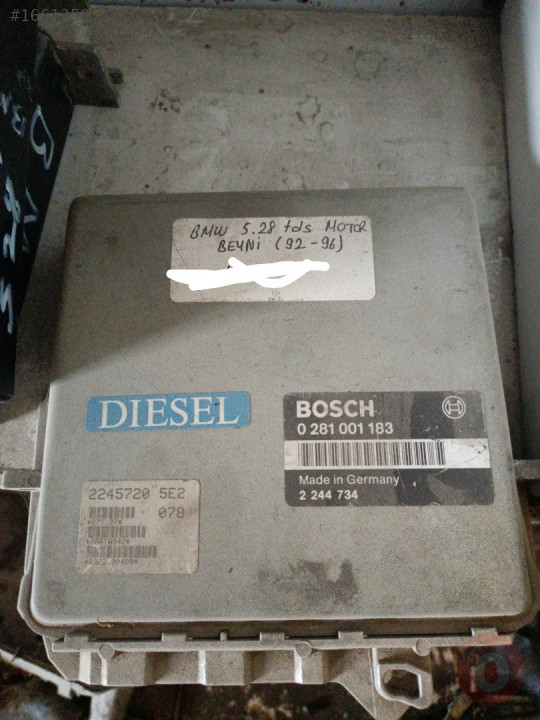 BMW 5.28 tds MOTOR
BEYNİ (92-96)
DIESEL
BOSCH
0 281 001 183
Made in Germany
2 244 734
2245720 5E2
078